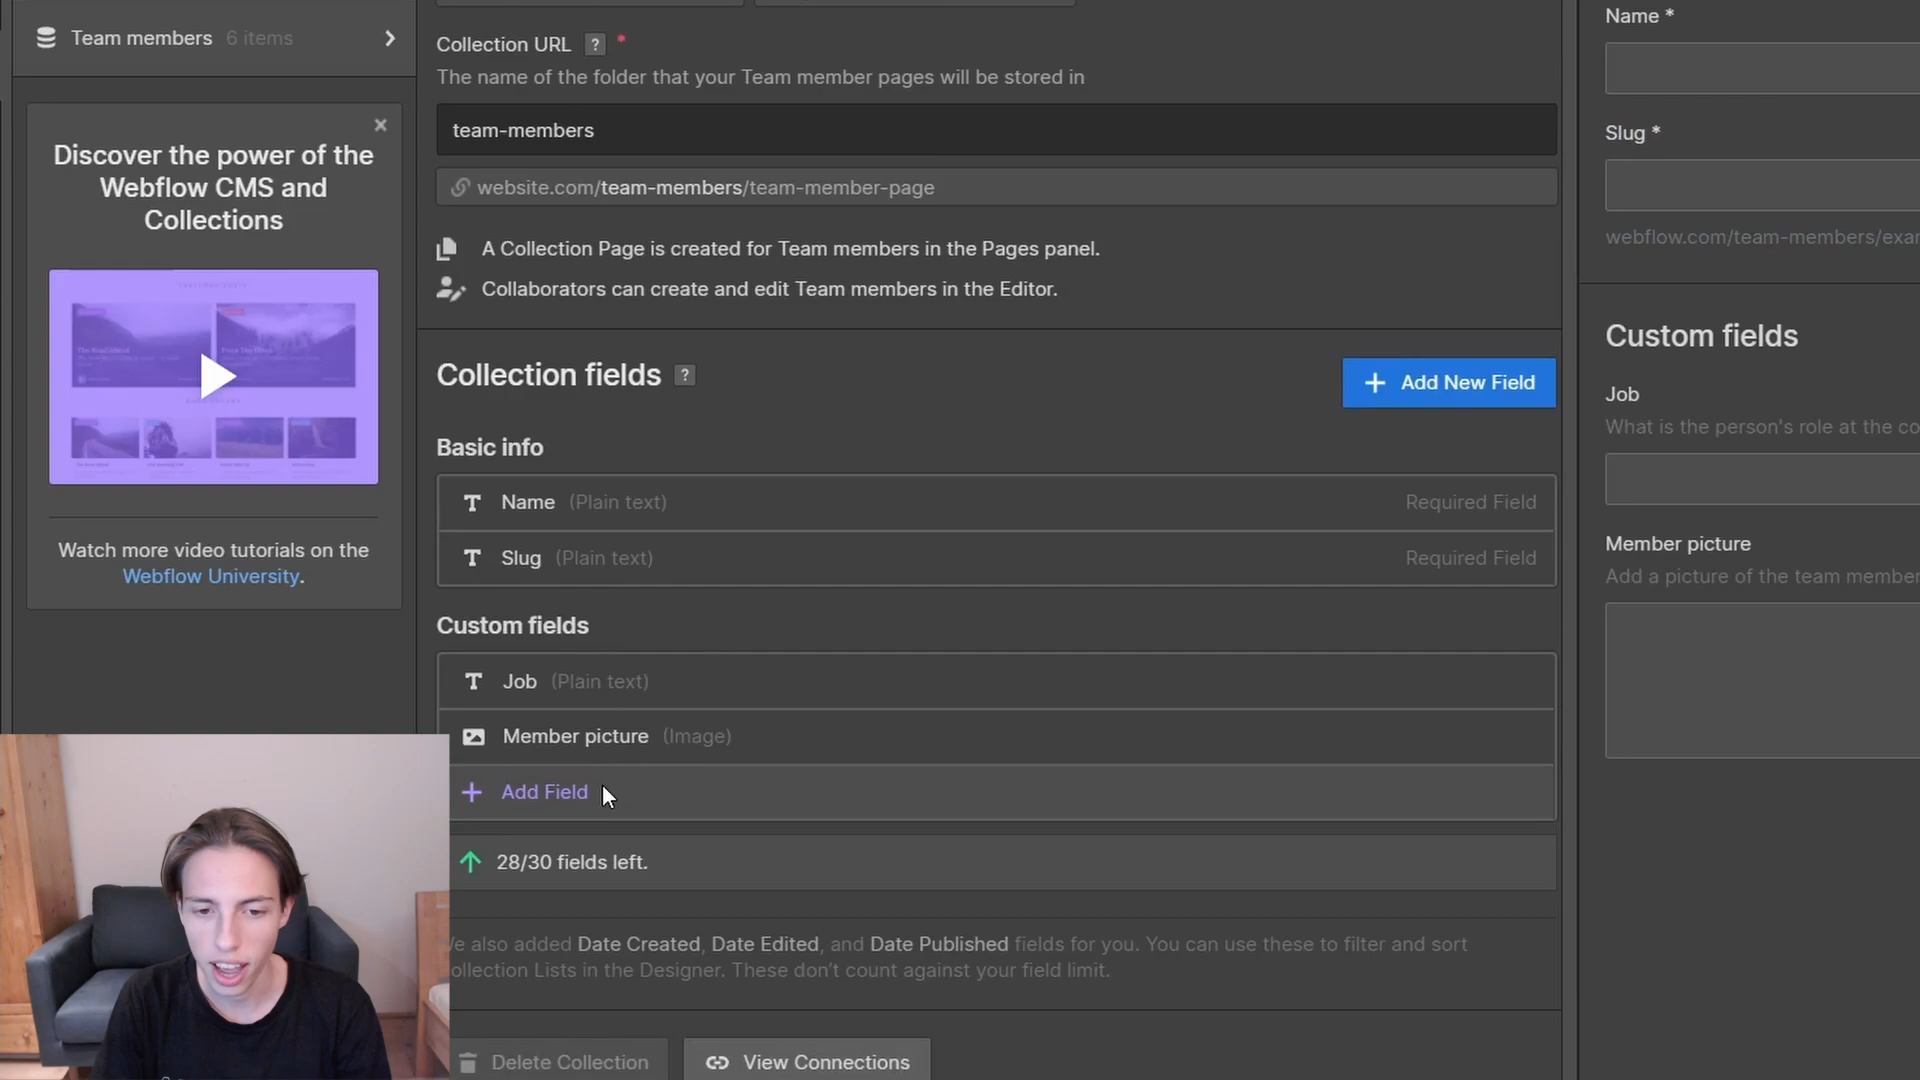 Team members 6 items
Discover the power of the
Webflow CMS and
Collections
Watch more video tutorials on the
Webflow University.
Collection URL ? *
The name of the folder that your Team member pages will be stored in
team-members
website.com/team-members/team-member-page
A Collection Page is created for Team members in the Pages panel.
Collaborators can create and edit Team members in the Editor.
Collection fields ?
+ Add New Field
Basic info
Name (Plain text) Required Field
Slug (Plain text) Required Field
Custom fields
Job (Plain text)
Member picture (Image)
+ Add Field
28/30 fields left.
also added Date Created, Date Edited, and Date Published fields for you. You can use these to filter and sort
Lists in the Designer. These don’t count against your field limit.
Delete Collection
View Connections
Name *
Slug *
webflow.com/team-members/exa
Custom fields
Job
What is the person's role at the co
Member picture
Add a picture of the team member